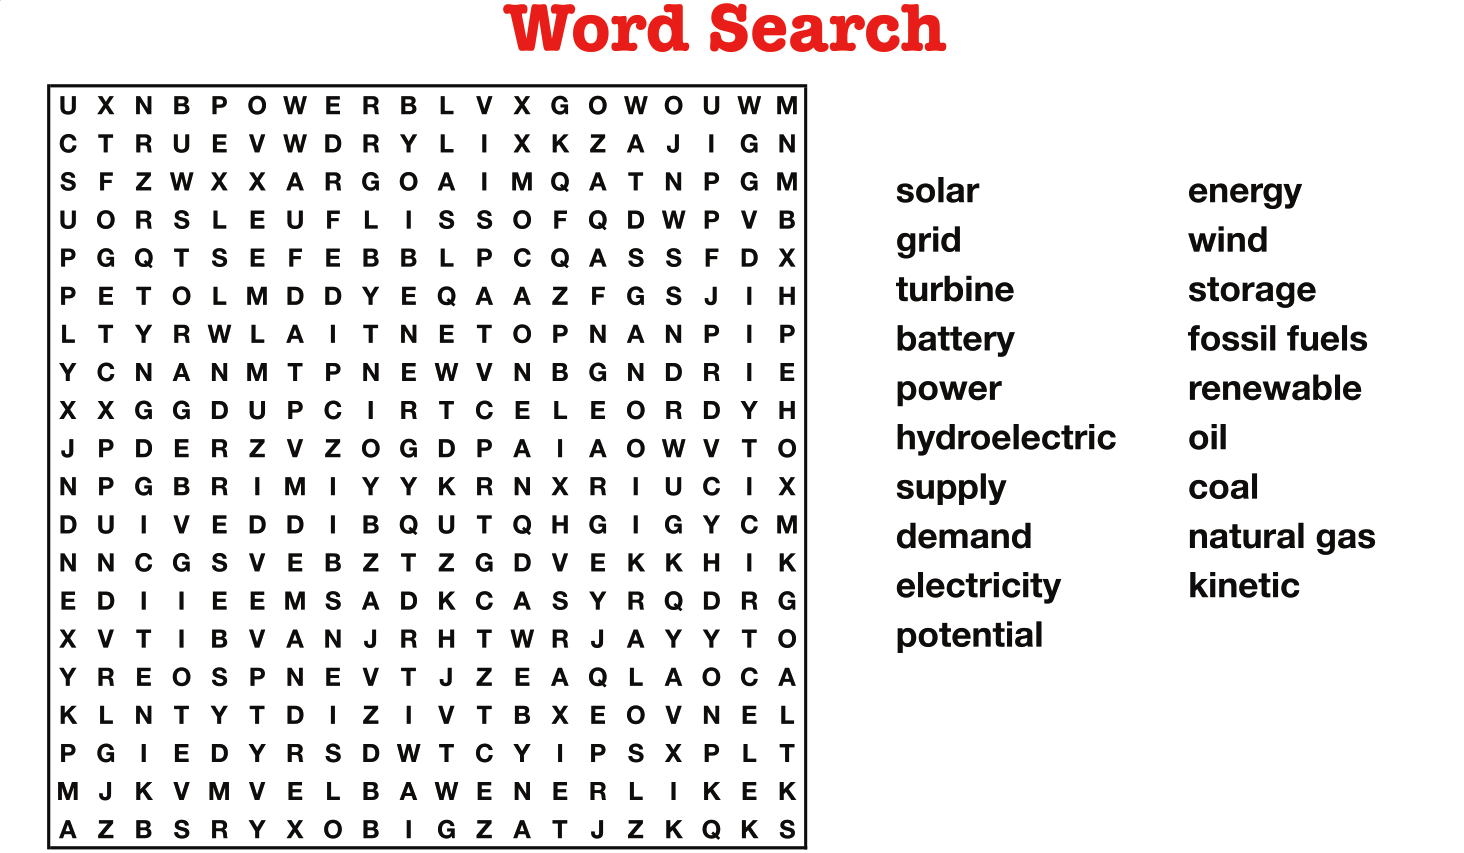 Word Search
U X N B P O W E R B L V X G O W O U W M
C T R U E V W D R Y L I X K Z A J I G N
S F Z W X X A R G O A I M Q A T N P G M
U O R S L E U F L I S S O F Q D W P V B
P G Q T S E F E B B L P C Q A S S F D X
P E T O L M D D Y E Q A A Z F G S J I H
L T Y R W L A I T N E T O P N A N P I P
Y C N A N M T P N E W V N B G N D R I E
X X G G D U P C I R T C E L E O R D Y H
J P D E R Z V Z O G D P A I A O W V T O
N P G B R I M I Y Y K R N X R I U C I X
D U I V E D D I B Q U T Q H G I G Y C M
N N C G S V E B Z T Z G D V E K K H I K
E D I I E E M S A D K C A S Y R Q D R G
X V T I B V A N J R H T W R J A Y Y T O
Y R E O S P N E V T J Z E A Q L A O C A
K L N T Y T D I Z I V T B X E O V N E L
P G I E D Y R S D W T C Y I P S X P L T
M J K V M V E L B A W E N E R L I K E K
A Z B S R Y X O B I G Z A T J Z K Q K S
solar
grid
turbine
battery
power
hydroelectric
supply
demand
electricity
potential
energy
wind
storage
fossil fuels
renewable
oil
coal
natural gas
kinetic